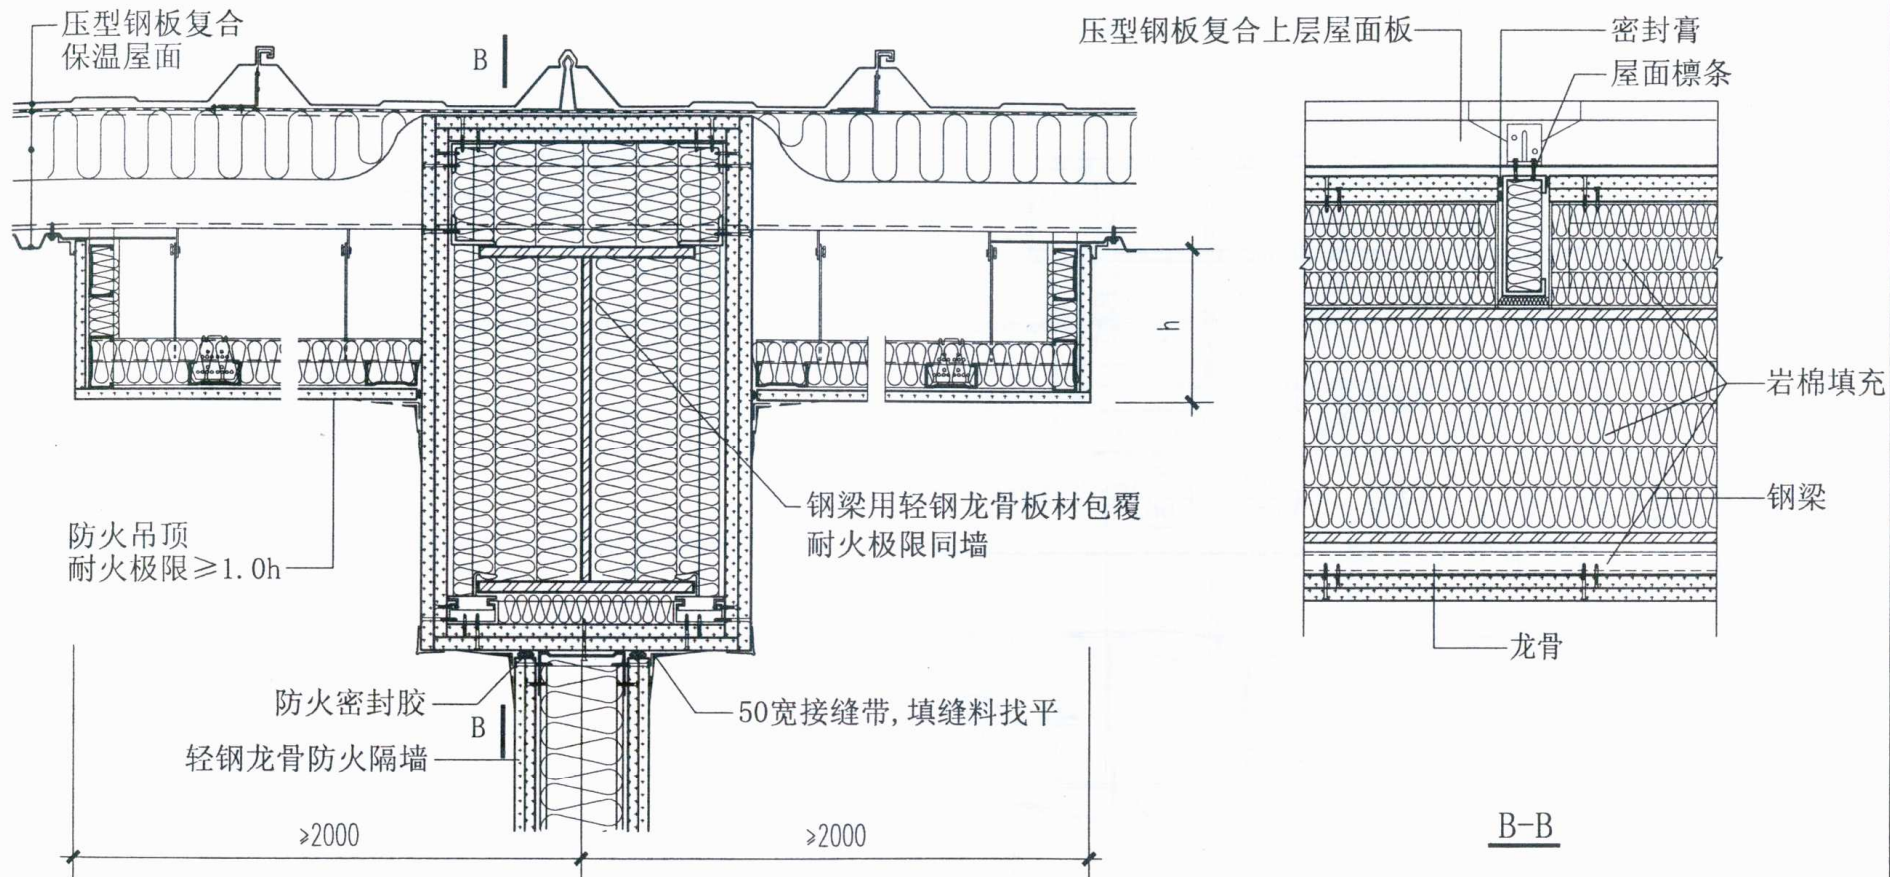 压型钢板复合
保温屋面
B
压型钢板复合上层屋面板
密封膏
屋面檩条
h
岩棉填充
钢梁用轻钢龙骨板材包覆
耐火极限同墙
钢梁
防火吊顶
耐火极限≥1.0h
龙骨
防火密封胶
B
50宽接缝带,填缝料找平
轻钢龙骨防火隔墙
≥2000
≥2000
B-B